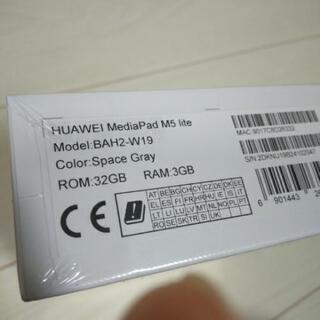 HUAWEI MediaPad M5 lite
Model:BAH2-W19
Color:Space Gray
ROM:32GB RAM:3GB
CE
AT BE BG CH CY CZ DE DK EE
EL ES FI FR HR HU IE IS IT
LT LI LU LV MT NL NO PL PT
RO SE SK TR SI UK
6 901443